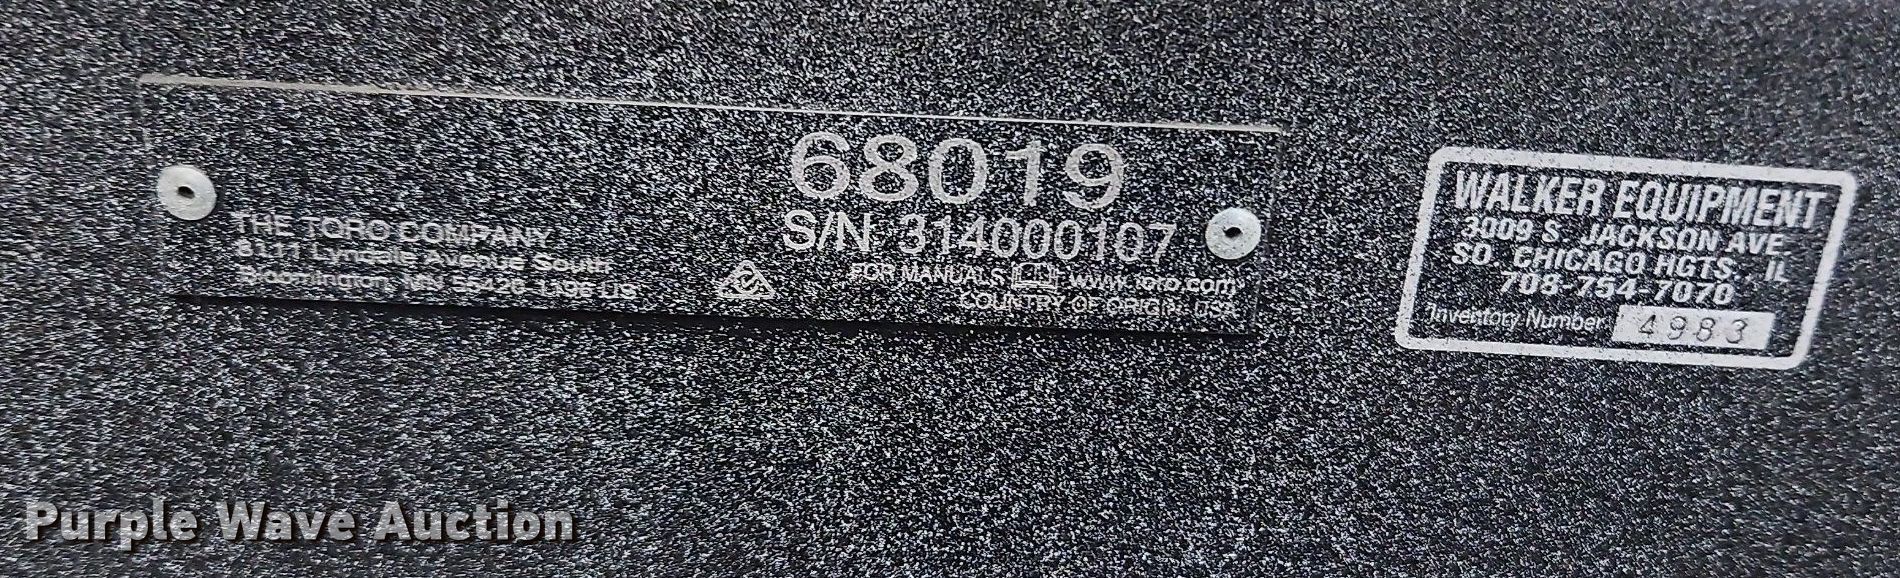 68019
S/N 314000107
THE TORO COMPANY
8111 Lyndale Avenue South
Bloomington, MN 55420-1196 US
FOR MANUALS www.toro.com
COUNTRY OF ORIGIN: USA
WALKER EQUIPMENT
3009 S. JACKSON AVE
SO. CHICAGO HGTS., IL
708-754-7070
Inventory Number 4983
Purple Wave Auction